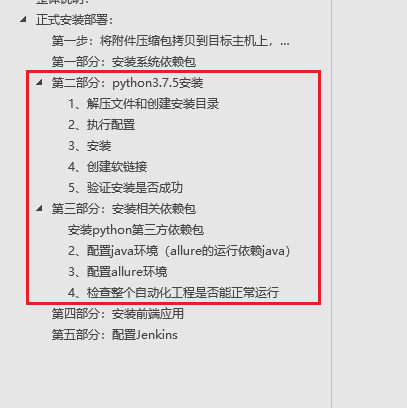 正式安装部署：
第一步：将附件压缩包拷贝到目标主机上，...
第一部分：安装系统依赖包
第二部分：python3.7.5安装
1、解压文件和创建安装目录
2、执行配置
3、安装
4、创建软链接
5、验证安装是否成功
第三部分：安装相关依赖包
安装python第三方依赖包
2、配置java环境（allure的运行依赖java）
3、配置allure环境
4、检查整个自动化工程是否能正常运行
第四部分：安装前端应用
第五部分：配置Jenkins